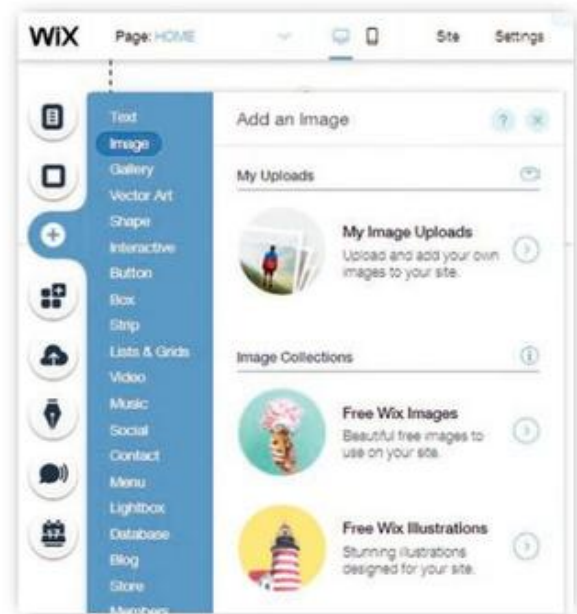 WiX Page: HOME Site Settings
Text
Image
Gallery
Vector Art
Shape
Interactive
Button
Box
Strip
Lists & Grids
Video
Music
Social
Contact
Menu
Lightbox
Database
Blog
Store
Members
Add an Image ? ×
My Uploads
My Image Uploads
Upload and add your own
images to your site.
Image Collections
Free Wix Images
Beautiful free images to
use on your site.
Free Wix Illustrations
Stunning illustrations
designed for your site.